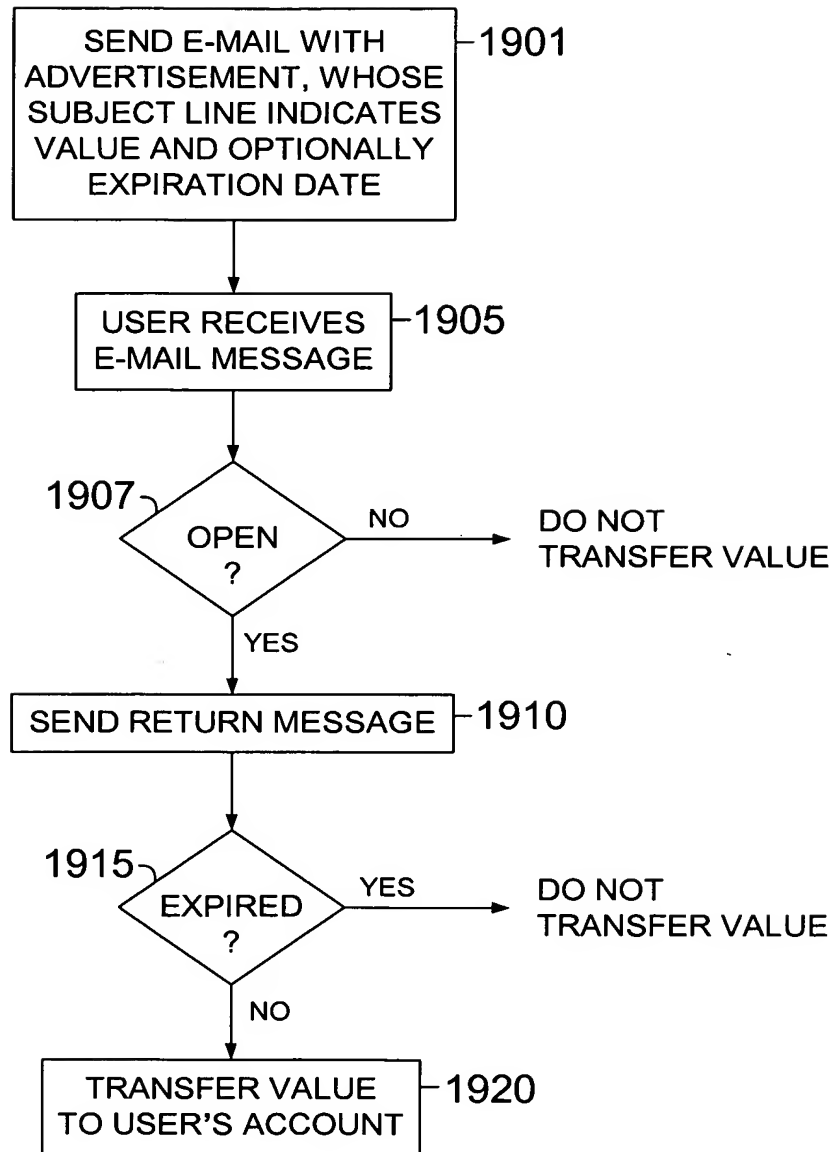 SEND E-MAIL WITH
ADVERTISEMENT, WHOSE
SUBJECT LINE INDICATES
VALUE AND OPTIONALLY
EXPIRATION DATE
1901
USER RECEIVES
E-MAIL MESSAGE
1905
1907
OPEN
?
NO
DO NOT
TRANSFER VALUE
YES
SEND RETURN MESSAGE
1910
1915
EXPIRED
?
YES
DO NOT
TRANSFER VALUE
NO
TRANSFER VALUE
TO USER'S ACCOUNT
1920